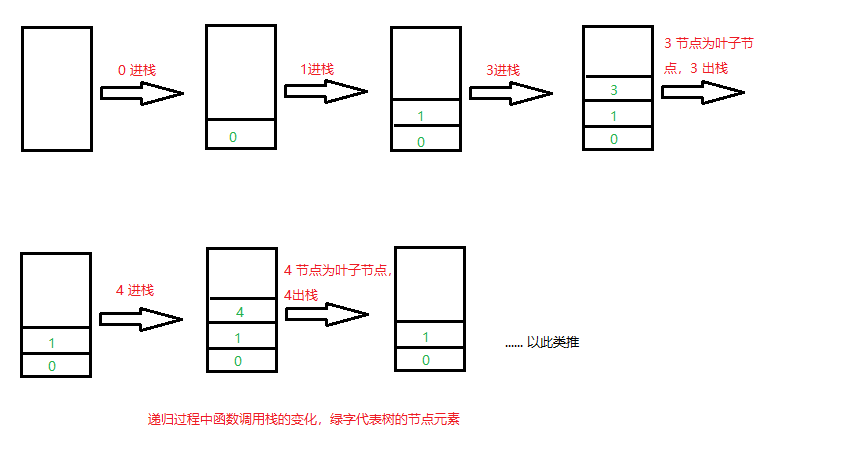 0 进栈
1进栈
3进栈
3 节点为叶子节
点，3 出栈
0
1
0
3
1
0
4 进栈
4 节点为叶子节点，
4出栈
1
0
4
1
0
1
0
...... 以此类推
递归过程中函数调用栈的变化，绿字代表树的节点元素